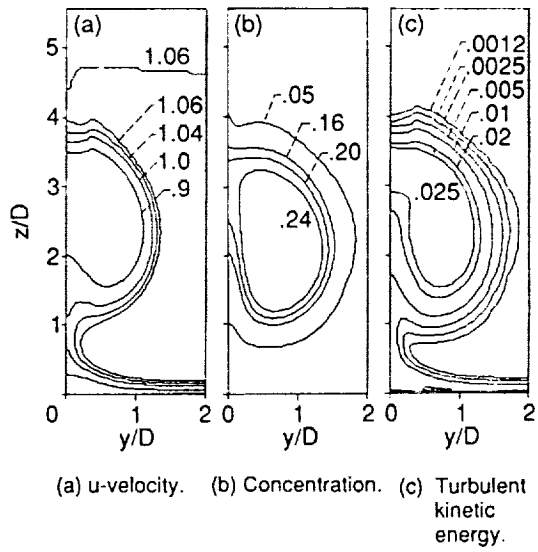 (a)
(b)
(c)
5
4
3
2
1
0
z/D
1.06
1.06
1.04
1.0
.9
.05
.16
.20
.24
.0012
.0025
.005
.01
.02
.025
0 1 2
0 1 2
0 1 2
y/D
y/D
y/D
(a) u-velocity.
(b) Concentration.
(c) Turbulent
kinetic
energy.